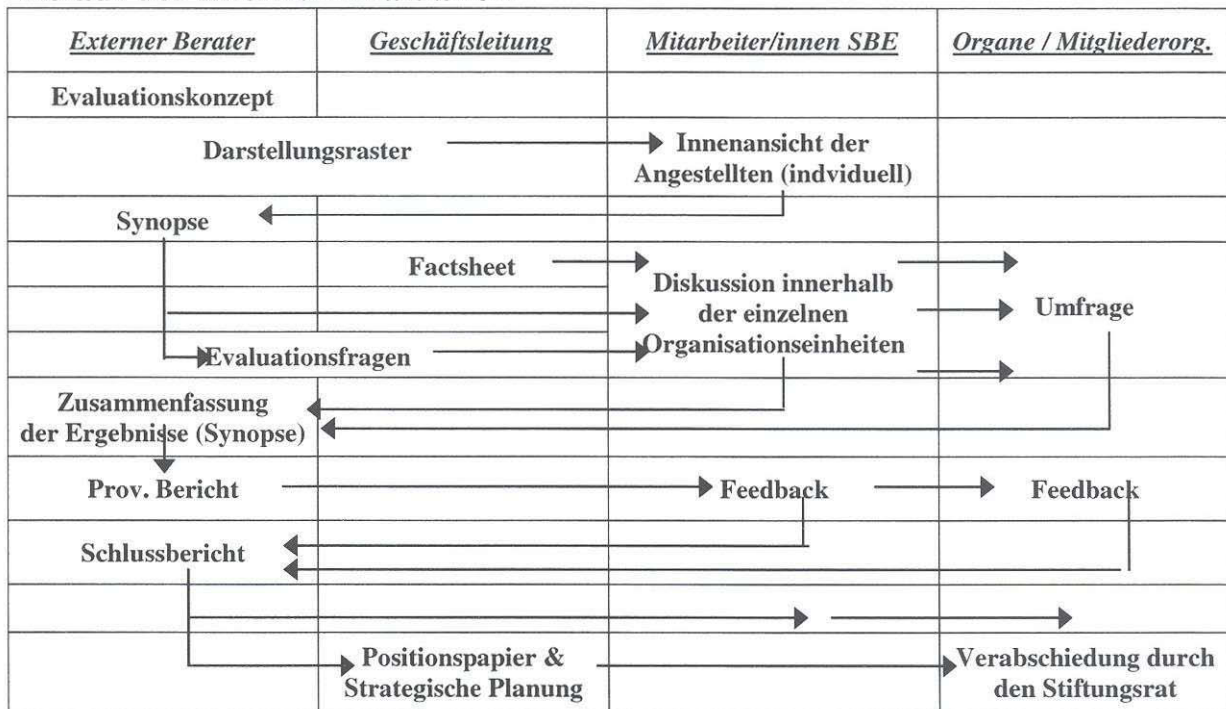 Externer Berater
Geschäftsleitung
Mitarbeiter/innen SBE
Organe / Mitgliederorg.
Evaluationskonzept
Darstellungsraster
Innenansicht der
Angestellten (indviduell)
Synopse
Factsheet
Diskussion innerhalb
der einzelnen
Organisationseinheiten
Umfrage
Evaluationsfragen
Zusammenfassung
der Ergebnisse (Synopse)
Prov. Bericht
Feedback
Feedback
Schlussbericht
Positionspapier &
Strategische Planung
Verabschiedung durch
den Stiftungsrat